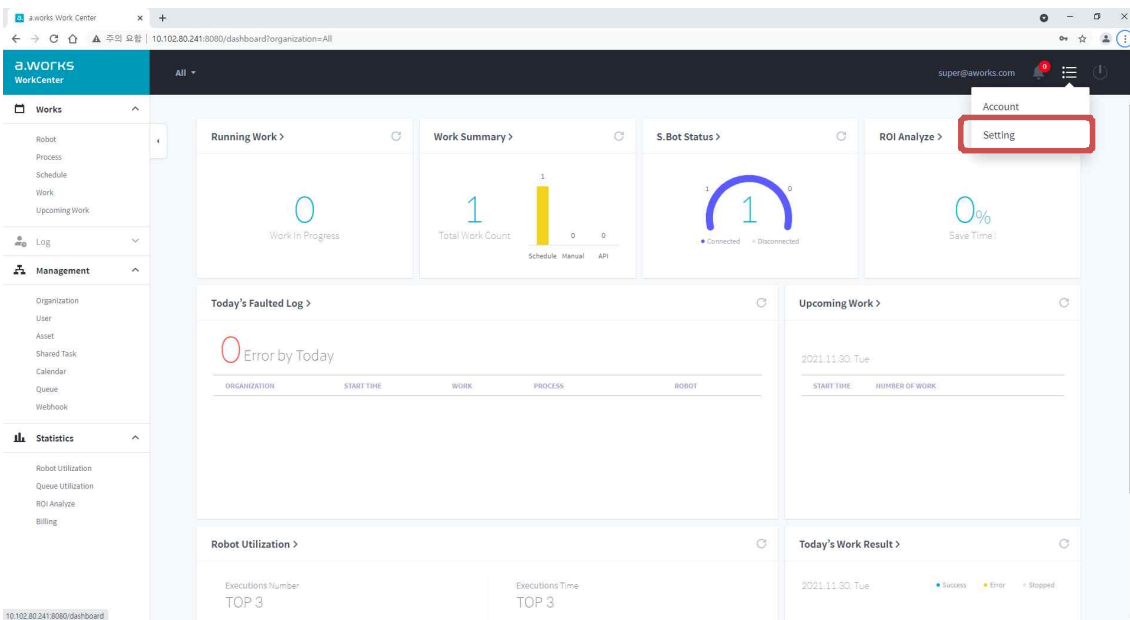 a.works Work Center
주의 요함 | 10.102.80.241:8080/dashboard?organization=All
a.works
WorkCenter
All
super@aworks.com
0
Account
Setting
Works
Robot
Process
Schedule
Work
Upcoming Work
Log
Management
Organization
User
Asset
Shared Task
Calendar
Queue
Webhook
Statistics
Robot Utilization
Queue Utilization
ROI Analyze
Billing
Running Work >
0
Work In Progress
Work Summary >
1
Total Work Count
1
0 0
Schedule Manual API
S.Bot Status >
1 0
1
Connected Disconnected
ROI Analyze >
0%
Save Time :
Today's Faulted Log >
0 Error by Today
ORGANIZATION START TIME WORK PROCESS ROBOT
Upcoming Work >
2021.11.30. Tue
START TIME NUMBER OF WORK
Robot Utilization >
Executions Number
TOP 3
Executions Time
TOP 3
Today's Work Result >
2021.11.30. Tue
Success Error Stopped
10.102.80.241:8080/dashboard